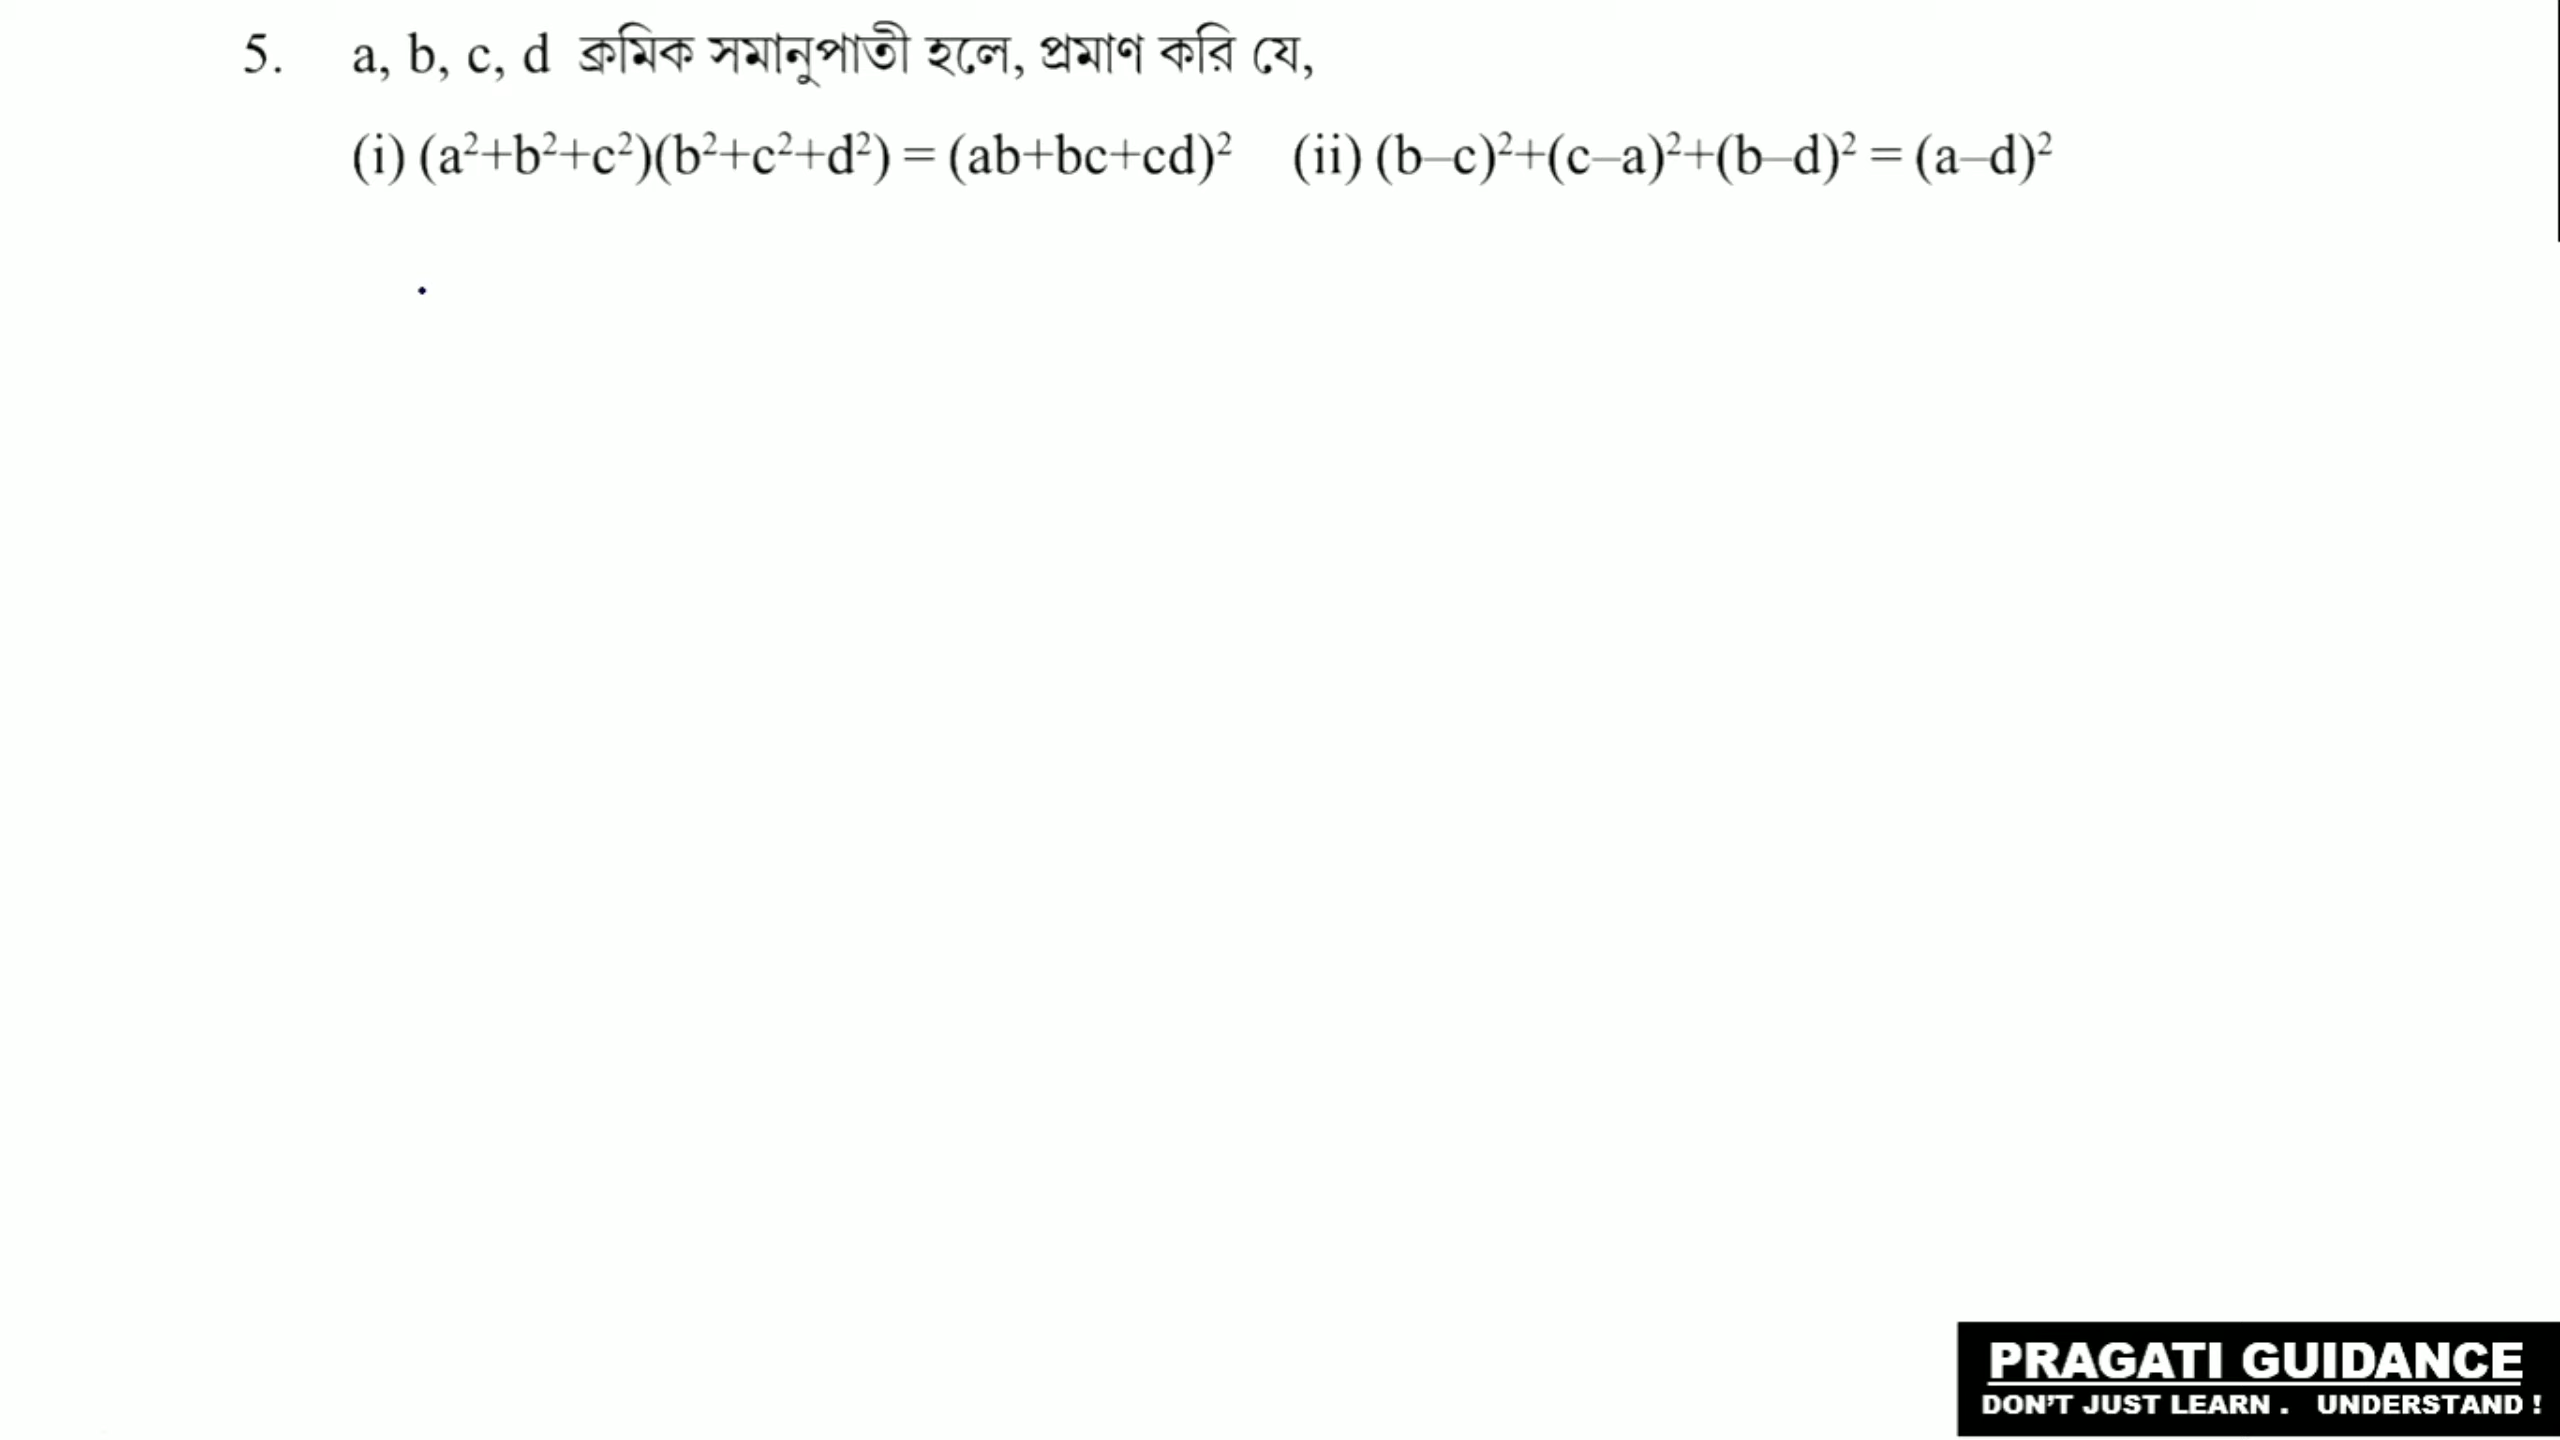 5. a, b, c, d ক্রমিক সমানুপাতী হলে, প্রমাণ করি যে,
(i) (a²+b²+c²)(b²+c²+d²) = (ab+bc+cd)² (ii) (b–c)²+(c–a)²+(b–d)² = (a–d)²
PRAGATI GUIDANCE
DON'T JUST LEARN . UNDERSTAND !